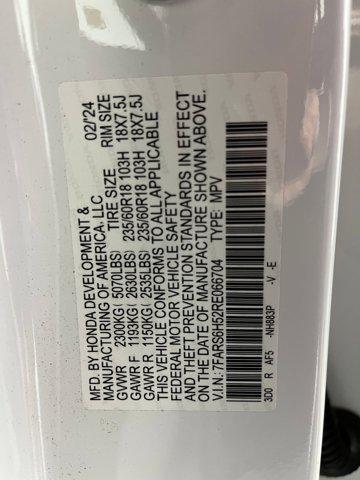 MFD. BY HONDA DEVELOPMENT & 02/'24
MANUFACTURING OF AMERICA, LLC
TIRE SIZE RIM SIZE
GVWR 2300KG ( 5070LBS)
GAWR F 1193KG ( 2630LBS) 235/60R18 103H 18X7.5J
GAWR R 1150KG ( 2535LBS) 235/60R18 103H 18X7.5J
THIS VEHICLE CONFORMS TO ALL APPLICABLE
FEDERAL MOTOR VEHICLE SAFETY
AND THEFT PREVENTION STANDARDS IN EFFECT
ON THE DATE OF MANUFACTURE SHOWN ABOVE.
V.I.N.: 7FARS6H52RE066704 TYPE: MPV
3D0 R AF5 -NH883P -V -E